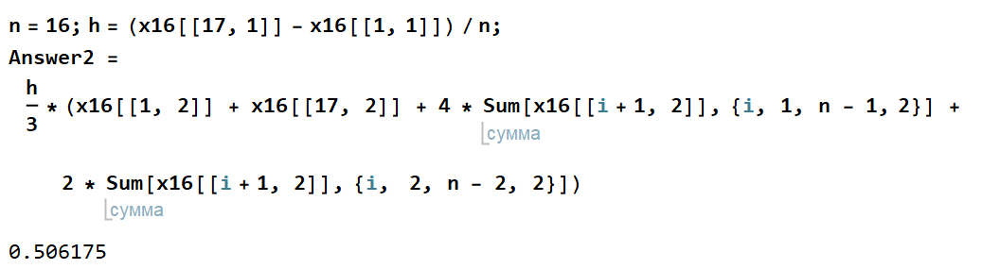 n = 16; h = (x16[[17, 1]] - x16[[1, 1]]) / n;
Answer2 =
h
— * (x16[[1, 2]] + x16[[17, 2]] + 4 * Sum[x16[[i + 1, 2]], {i, 1, n - 1, 2}] +
3
сумма
2 * Sum[x16[[i + 1, 2]], {i, 2, n - 2, 2}])
сумма
0.506175